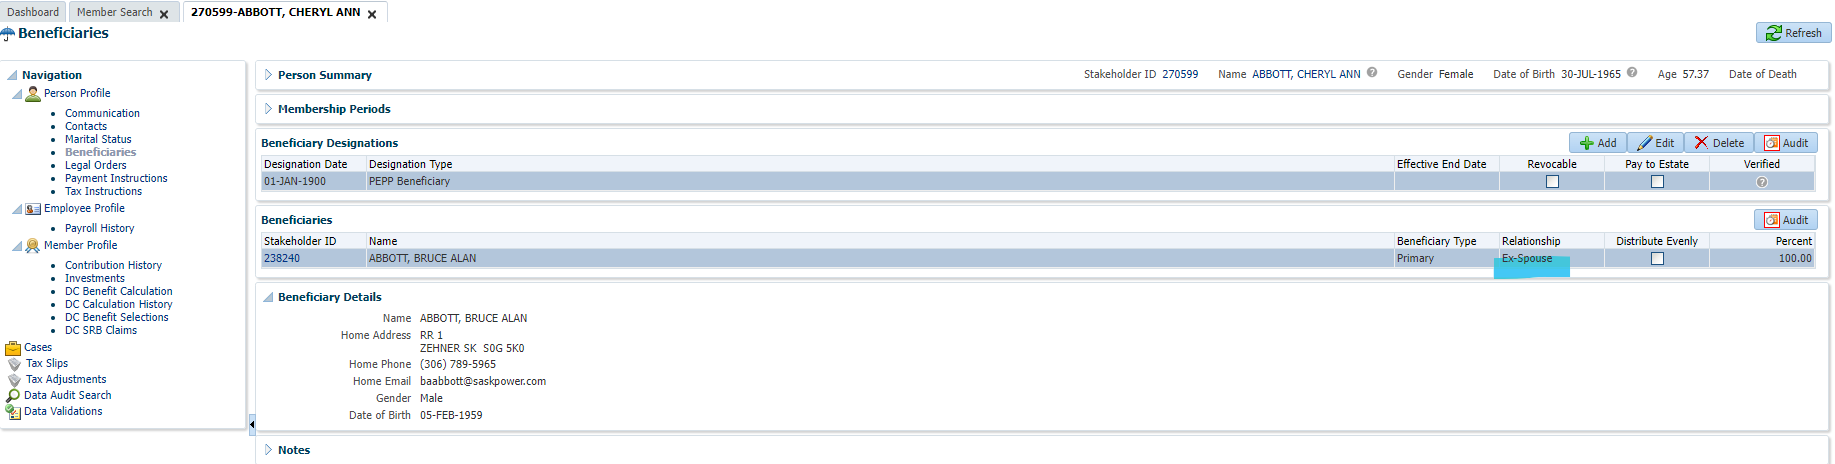 Dashboard Member Search 270599-ABBOTT, CHERYL ANN
Beneficiaries
Refresh
Navigation
Person Profile
Communication
Contacts
Marital Status
Beneficiaries
Legal Orders
Payment Instructions
Tax Instructions
Employee Profile
Payroll History
Member Profile
Contribution History
Investments
DC Benefit Calculation
DC Calculation History
DC Benefit Selections
DC SRB Claims
Cases
Tax Slips
Tax Adjustments
Data Audit Search
Data Validations
Person Summary Stakeholder ID 270599 Name ABBOTT, CHERYL ANN Gender Female Date of Birth 30-JUL-1965 Age 57.37 Date of Death
Membership Periods
Beneficiary Designations Add Edit Delete Audit
Designation Date Designation Type Effective End Date Revocable Pay to Estate Verified
01-JAN-1900 PEPP Beneficiary
Beneficiaries Audit
Stakeholder ID Name Beneficiary Type Relationship Distribute Evenly Percent
238240 ABBOTT, BRUCE ALAN Primary Ex-Spouse 100.00
Beneficiary Details
Name ABBOTT, BRUCE ALAN
Home Address RR 1
ZEHNER SK S0G 5K0
Home Phone (306) 789-5965
Home Email baabbott@saskpower.com
Gender Male
Date of Birth 05-FEB-1959
Notes